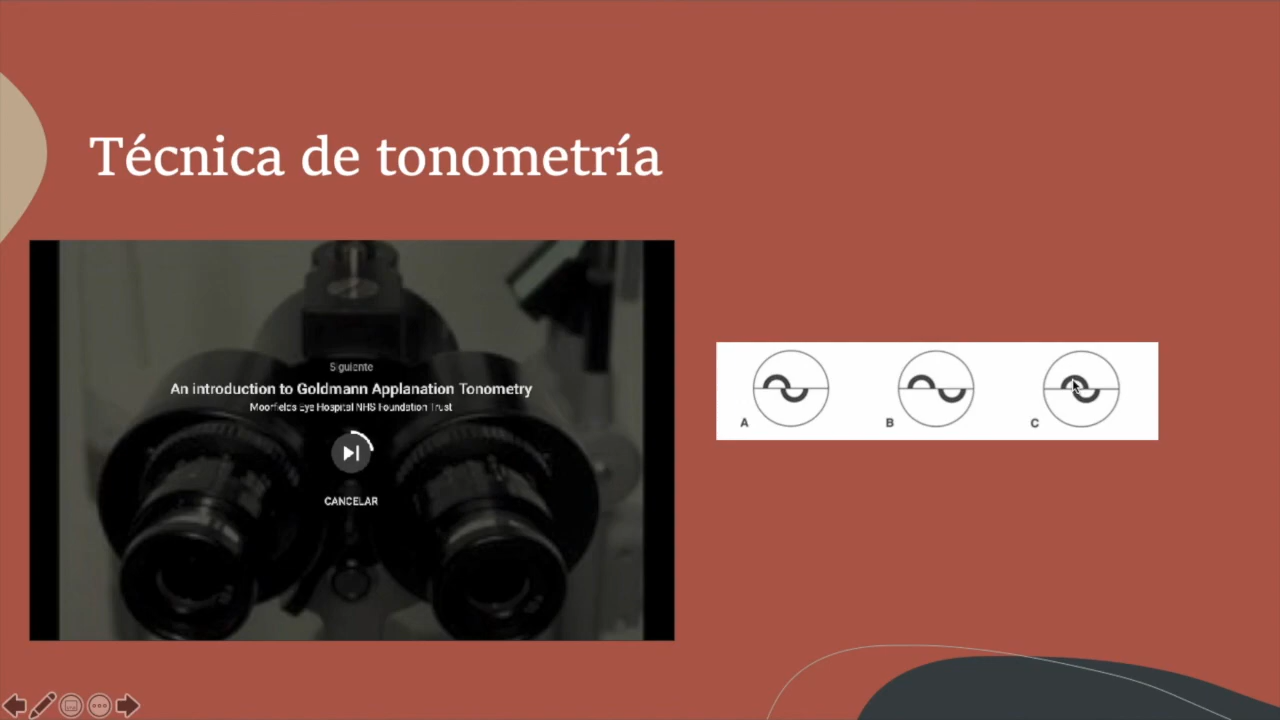 Técnica de tonometría
Siguiente
An introduction to Goldmann Applanation Tonometry
Moorfields Eye Hospital NHS Foundation Trust
CANCELAR
A
B
C